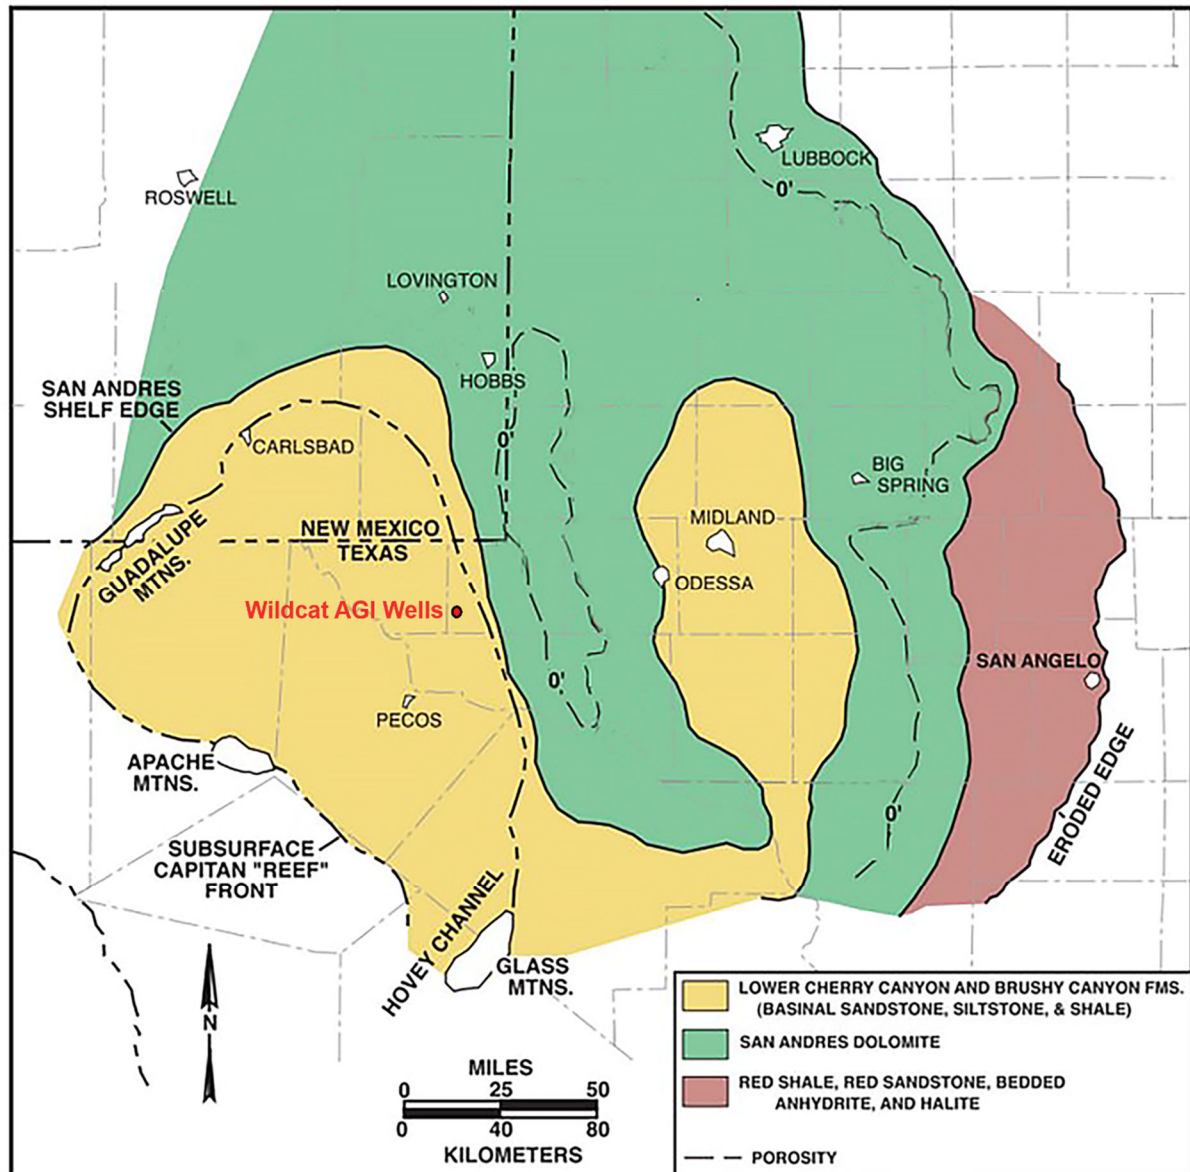 LUBBOCK
0'
ROSWELL
LOVINGTON
HOBBS
SAN ANDRES
SHELF EDGE
0'
CARLSBAD
BIG
SPRING
NEW MEXICO
TEXAS
MIDLAND
GUADALUPE
MTNS.
ODESSA
Wildcat AGI Wells
SAN ANGELO
0'
PECOS
APACHE
MTNS.
ERODED EDGE
0'
SUBSURFACE
CAPITAN "REEF"
FRONT
HOVEY CHANNEL
GLASS
MTNS.
N
MILES
0 25 50
0 40 80
KILOMETERS
LOWER CHERRY CANYON AND BRUSHY CANYON FMS.
(BASINAL SANDSTONE, SILTSTONE, & SHALE)
SAN ANDRES DOLOMITE
RED SHALE, RED SANDSTONE, BEDDED
ANHYDRITE, AND HALITE
POROSITY